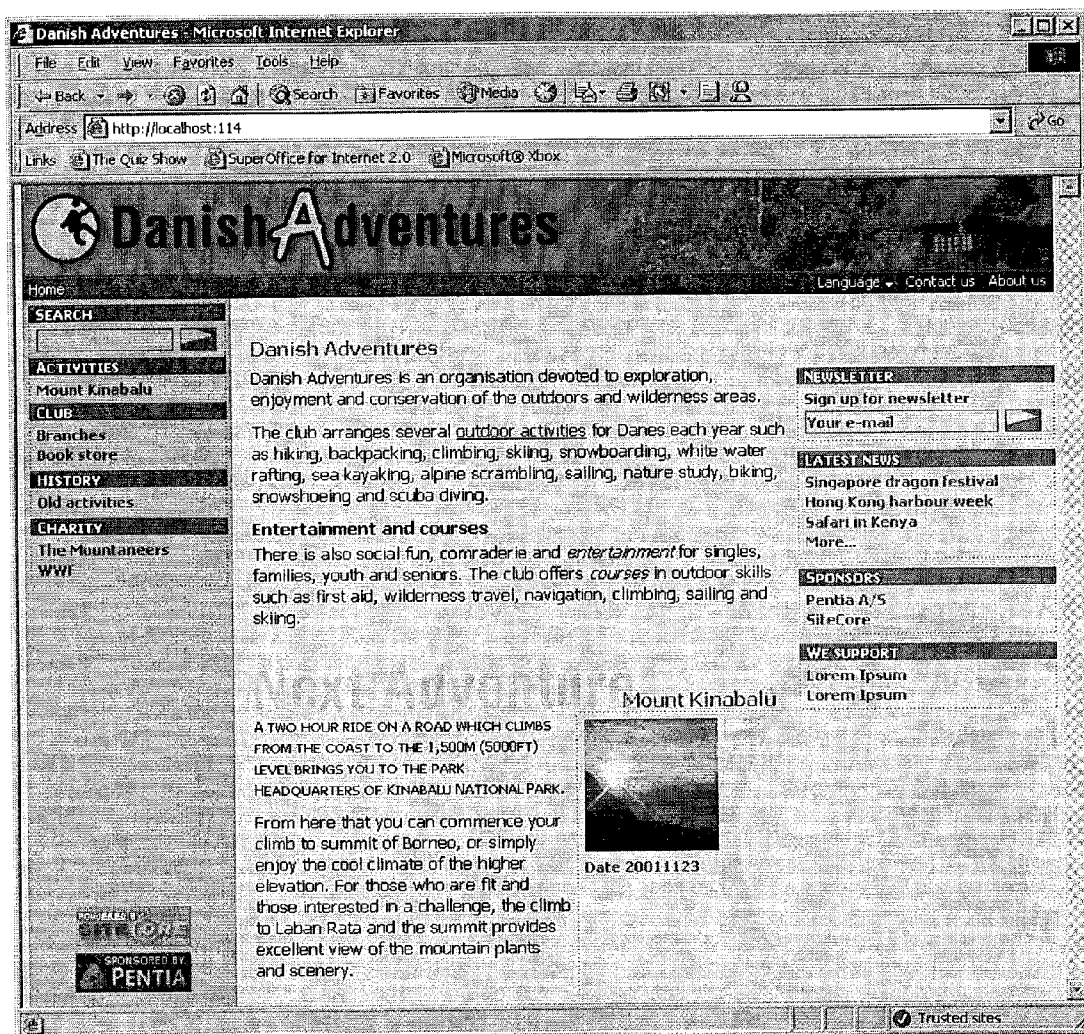 Danish Adventures - Microsoft Internet Explorer
File Edit View Favorites Tools Help
Back Search Favorites Media
Address http://localhost:114 Go
Links The Quiz Show SuperOffice for Internet 2.0 Microsoft® Xbox
Danish Adventures
Home Language Contact us About us
SEARCH
ACTIVITIES
Mount Kinabalu
CLUB
Branches
Book store
HISTORY
Old activities
CHARITY
The Mountaneers
WWF
POWERED BY
SITECORE
SPONSORED BY
PENTIA
Danish Adventures
Danish Adventures is an organisation devoted to exploration,
enjoyment and conservation of the outdoors and wilderness areas.
The club arranges several outdoor activities for Danes each year such
as hiking, backpacking, climbing, skiing, snowboarding, white water
rafting, sea kayaking, alpine scrambling, sailing, nature study, biking,
snowshoeing and scuba diving.
Entertainment and courses
There is also social fun, comraderie and entertainment for singles,
families, youth and seniors. The club offers courses in outdoor skills
such as first aid, wilderness travel, navigation, climbing, sailing and
skiing.
Next Adventure
Mount Kinabalu
A TWO HOUR RIDE ON A ROAD WHICH CLIMBS
FROM THE COAST TO THE 1,500M (5000FT)
LEVEL BRINGS YOU TO THE PARK
HEADQUARTERS OF KINABALU NATIONAL PARK.
From here that you can commence your
climb to summit of Borneo, or simply
enjoy the cool climate of the higher
elevation. For those who are fit and
those interested in a challenge, the climb
to Laban Rata and the summit provides
excellent view of the mountain plants
and scenery.
Date 20011123
NEWSLETTER
Sign up for newsletter
Your e-mail
LATEST NEWS
Singapore dragon festival
Hong Kong harbour week
Safari in Kenya
More...
SPONSORS
Pentia A/S
SiteCore
WE SUPPORT
Lorem Ipsum
Lorem Ipsum
Trusted sites